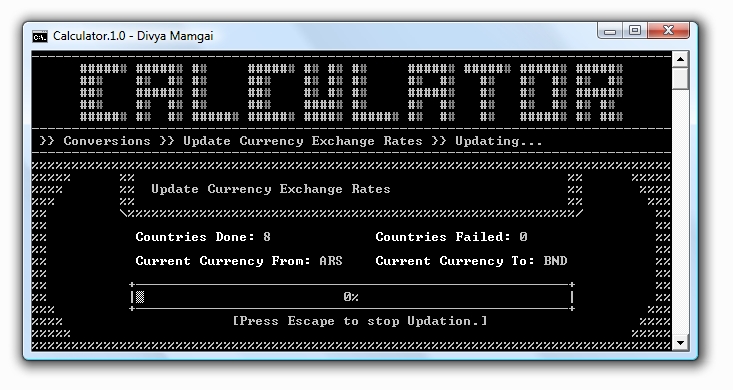 Calculator.1.0 - Divya Mamgai
CALCULATOR
>> Conversions >> Update Currency Exchange Rates >> Updating...
Update Currency Exchange Rates
Countries Done: 8 Countries Failed: 0
Current Currency From: ARS Current Currency To: BND
0%
[Press Escape to stop Updation.]